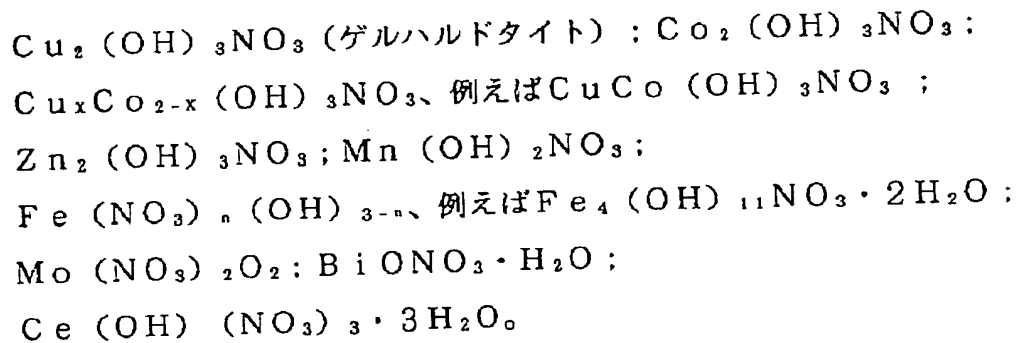 Cu₂(OH)₃NO₃(ゲルハルドタイト);Co₂(OH)₃NO₃;
CuₓCo₂₋ₓ(OH)₃NO₃、例えばCuCo(OH)₃NO₃;
Zn₂(OH)₃NO₃;Mn(OH)₂NO₃;
Fe(NO₃)ₙ(OH)₃₋ₙ、例えばFe₄(OH)₁₁NO₃・2H₂O;
Mo(NO₃)₂O₂;BiONO₃・H₂O;
Ce(OH)(NO₃)₃・3H₂O。